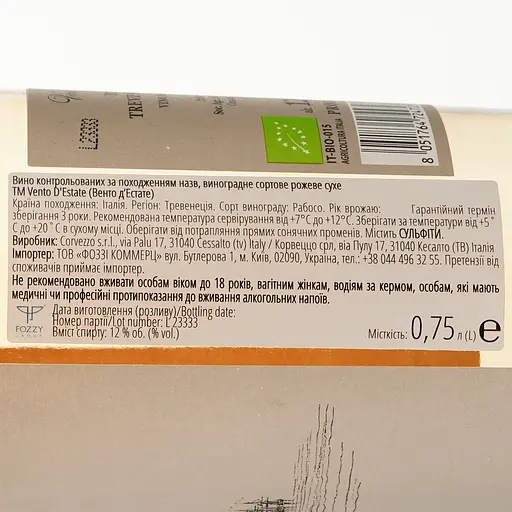 TREVE
L 23333
IT-BIO-015
AGRICOLTURA ITALIA
Вино контрольованих за походженням назв, виноградне сортове рожеве сухе
ТМ Vento D'Estate (Венто д'Естате)
Країна походження: Італія. Регіон: Тревенеція. Сорт винограду: Рабосо. Рік врожаю: Гарантійний термін
зберігання 3 роки. Рекомендована температура сервірування від +7°С до +12°С. Зберігати за температури від +5°
С до +20°С в сухому місці. Оберігати від потрапляння прямих сонячних променів. Містить СУЛЬФІТИ.
Виробник: Corvezzo s.r.l., via Palu 17, 31040 Cessalto (tv) Italy / Корвеццо срл, віа Пулу 17, 31040 Кесалто (ТВ) Італія
Імпортер: ТОВ «ФОЗЗІ КОММЕРЦ» вул. Бутлерова 1, м. Київ, 02090, Україна, тел.: +38 044 496 32 55. Претензії від
споживачів приймає імпортер.
Не рекомендовано вживати особам віком до 18 років, вагітним жінкам, водіям за кермом, особам, які мають
медичні чи професійні протипоказання до вживання алкогольних напоїв.
Дата виготовлення (розливу)/Bottling date:
Номер партії/Lot number: L 23333
Вміст спирту: 12 % об. (% vol.)
FOZZY
GROUP
Місткість: 0,75 л (L) e